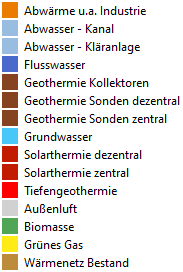 Abwärme u.a. Industrie
Abwasser - Kanal
Abwasser - Kläranlage
Flusswasser
Geothermie Kollektoren
Geothermie Sonden dezentral
Geothermie Sonden zentral
Grundwasser
Solarthermie dezentral
Solarthermie zentral
Tiefengeothermie
Außenluft
Biomasse
Grünes Gas
Wärmenetz Bestand